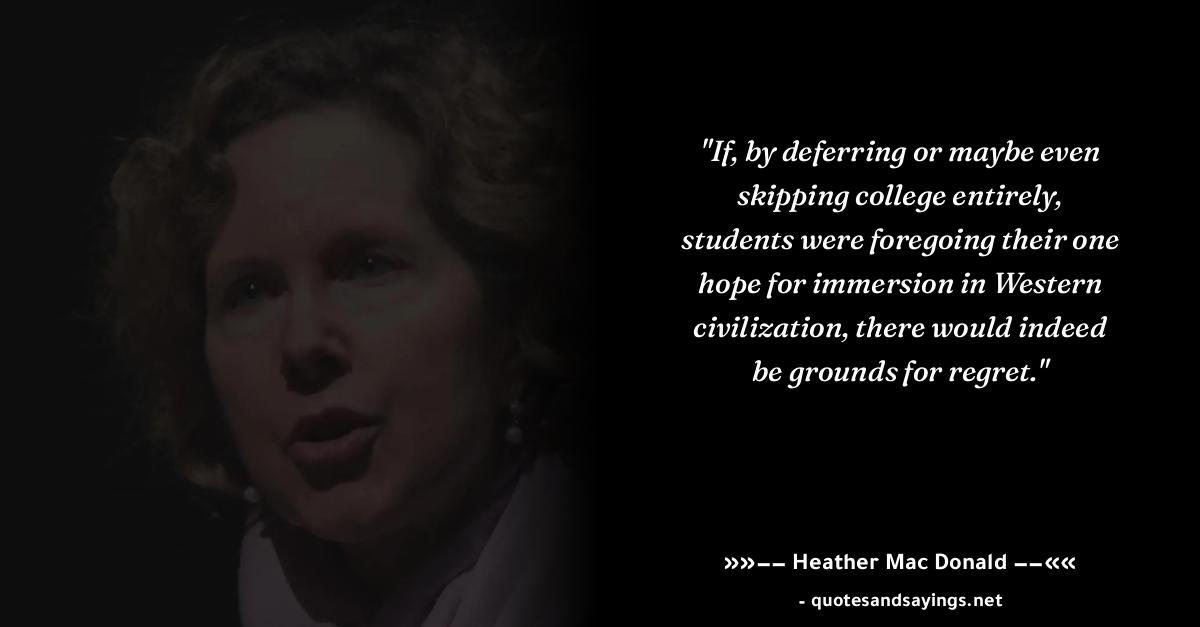 "If, by deferring or maybe even
skipping college entirely,
students were foregoing their one
hope for immersion in Western
civilization, there would indeed
be grounds for regret."
»»−− Heather Mac Donald −−««
- quotesandsayings.net